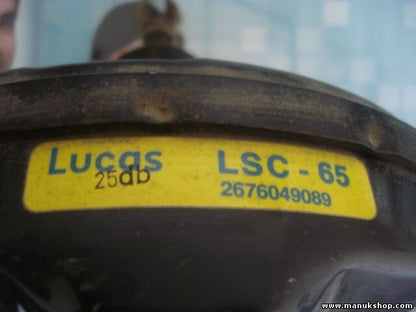 Lucas LSC - 65
25db 2676049089
www.manukshop.com